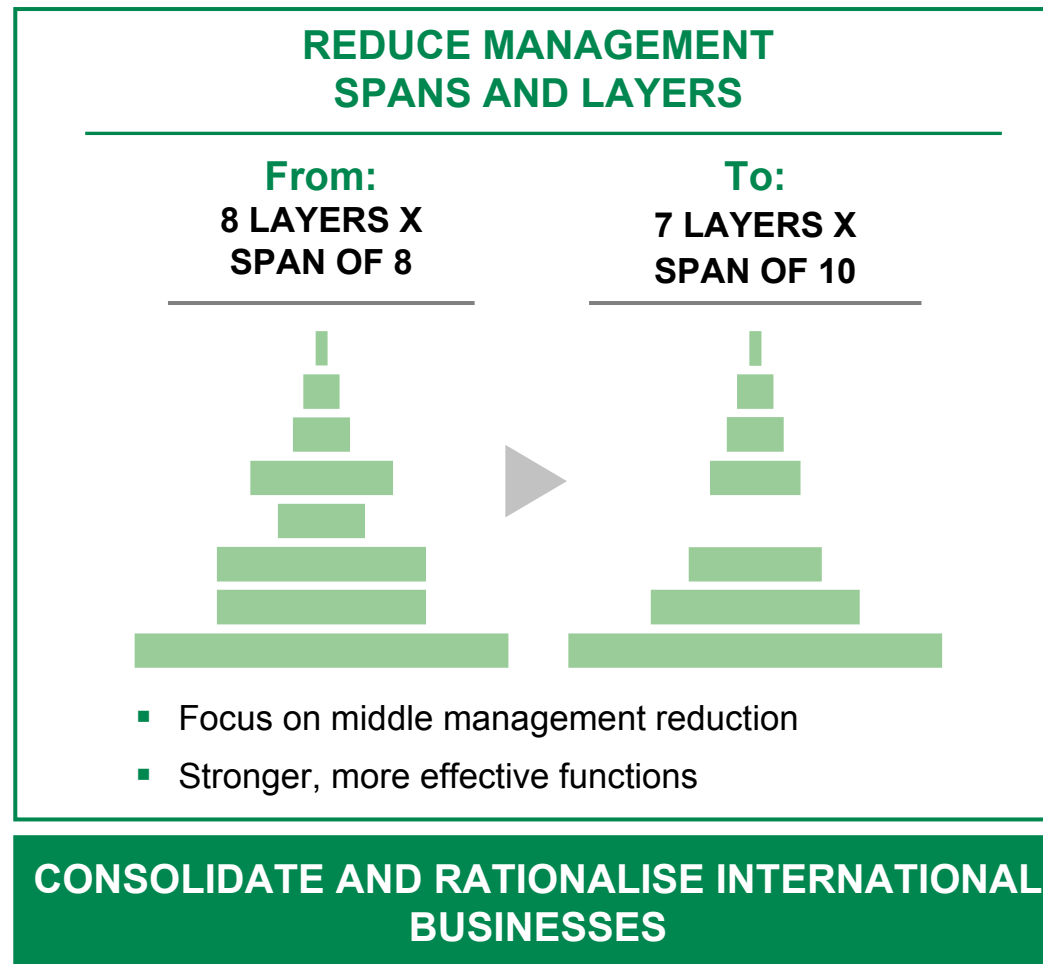 REDUCE MANAGEMENT
SPANS AND LAYERS
From:
8 LAYERS X
SPAN OF 8
To:
7 LAYERS X
SPAN OF 10
▪ Focus on middle management reduction
▪ Stronger, more effective functions
CONSOLIDATE AND RATIONALISE INTERNATIONAL
BUSINESSES